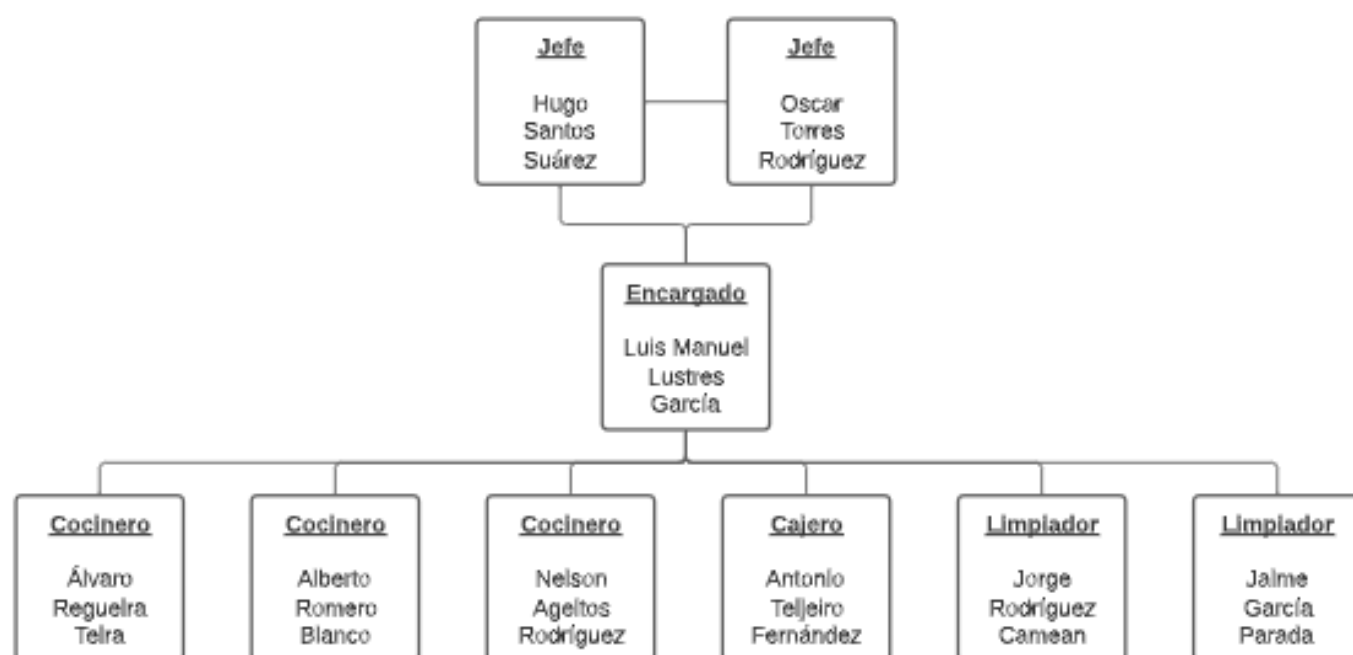 Jefe
Hugo
Santos
Suárez
Jefe
Oscar
Torres
Rodríguez
Encargado
Luis Manuel
Lustres
García
Cocinero
Álvaro
Regueira
Teira
Cocinero
Alberto
Romero
Blanco
Cocinero
Nelson
Ageitos
Rodríguez
Cajero
Antonio
Teijeiro
Fernández
Limpiador
Jorge
Rodríguez
Camean
Limpiador
Jaime
García
Parada